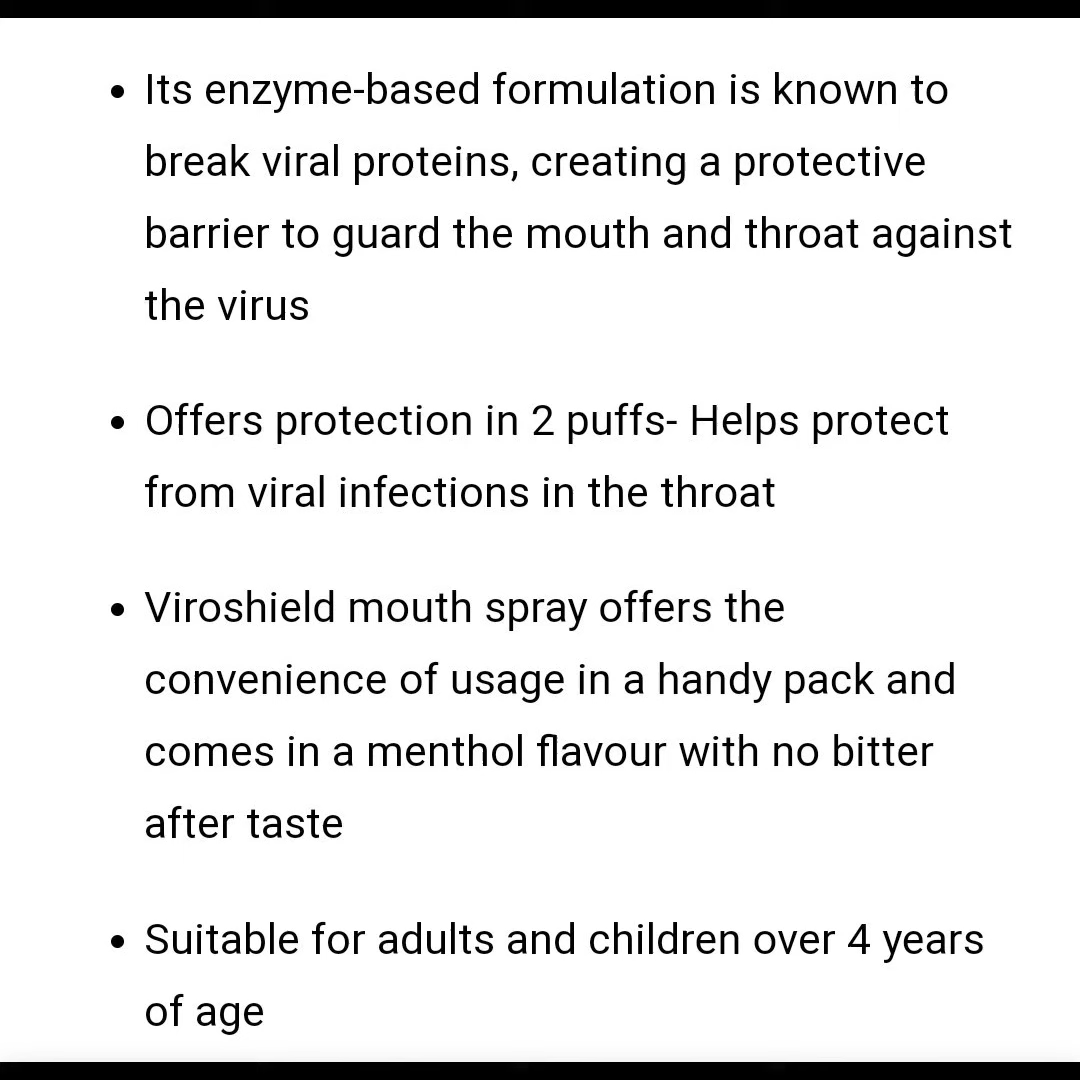 • Its enzyme-based formulation is known to
break viral proteins, creating a protective
barrier to guard the mouth and throat against
the virus
• Offers protection in 2 puffs- Helps protect
from viral infections in the throat
• Viroshield mouth spray offers the
convenience of usage in a handy pack and
comes in a menthol flavour with no bitter
after taste
• Suitable for adults and children over 4 years
of age